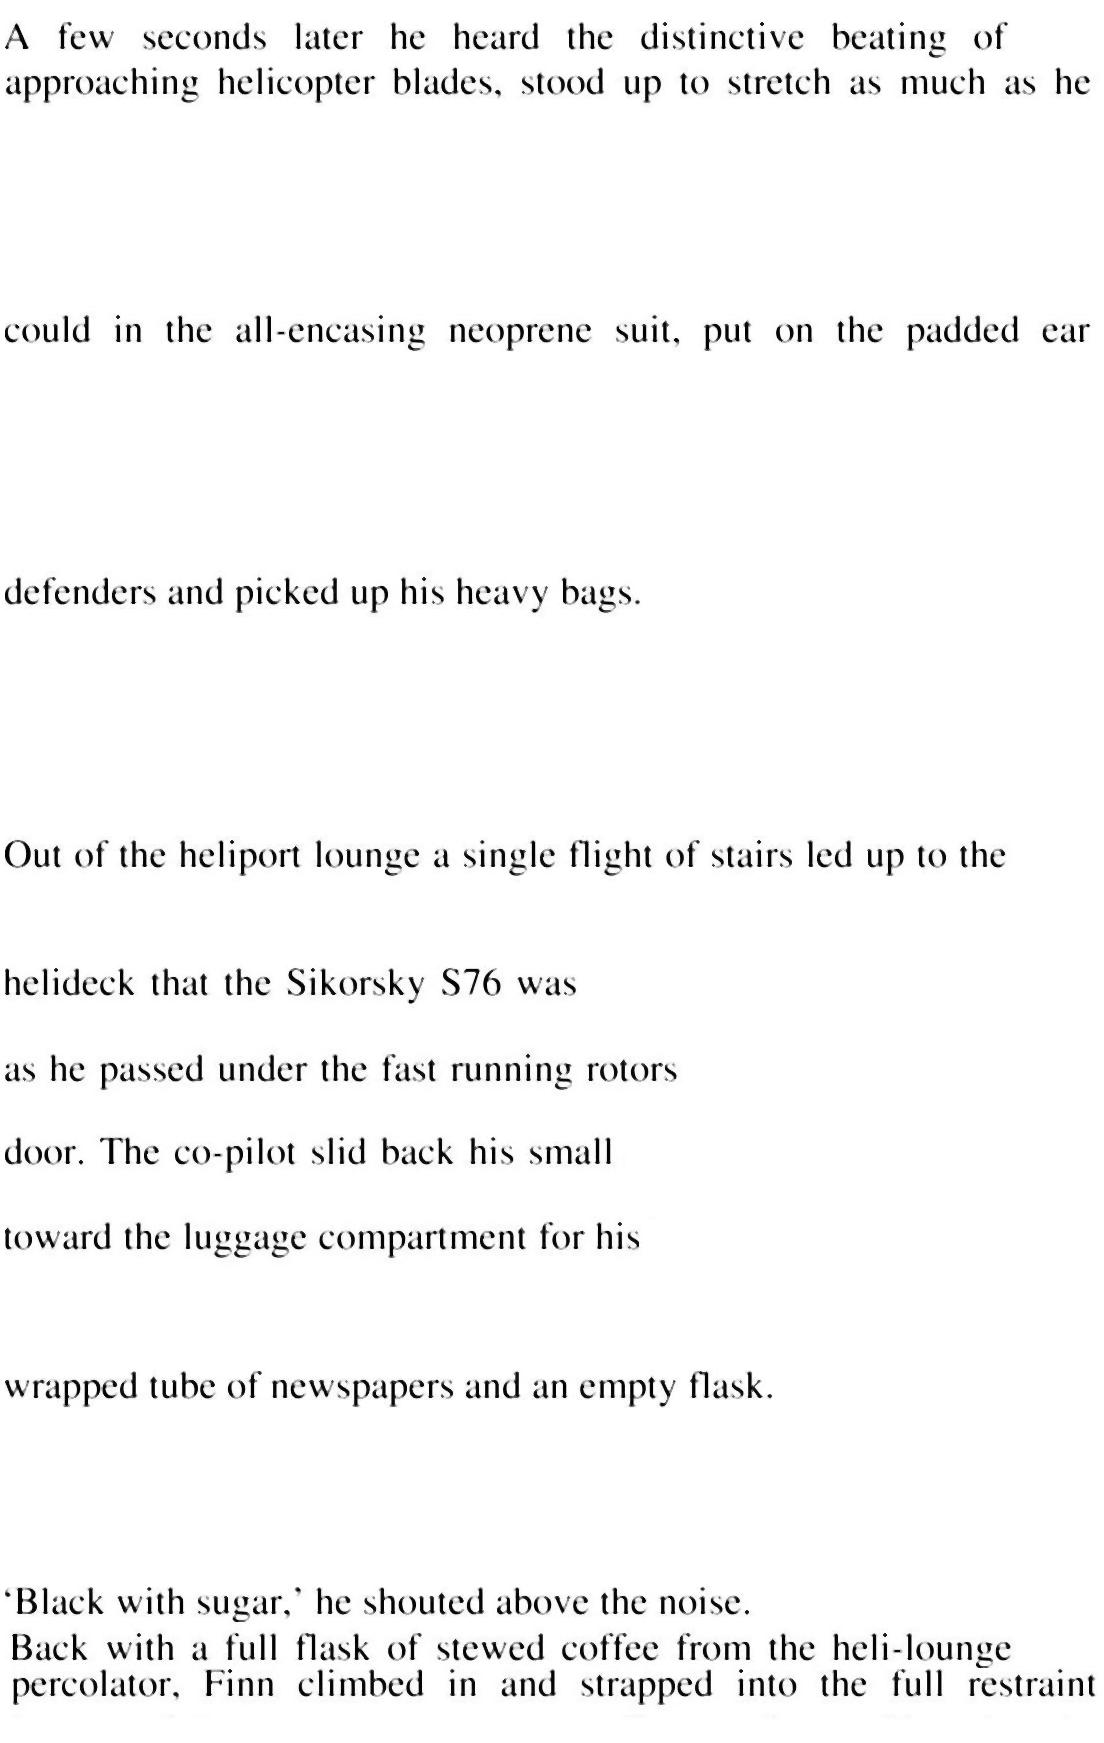 A few seconds later he heard the distinctive beating of
approaching helicopter blades, stood up to stretch as much as he
could in the all-encasing neoprene suit, put on the padded ear
defenders and picked up his heavy bags.
Out of the heliport lounge a single flight of stairs led up to the
helideck that the Sikorsky S76 was
as he passed under the fast running rotors
door. The co-pilot slid back his small
toward the luggage compartment for his
wrapped tube of newspapers and an empty flask.
‘Black with sugar,’ he shouted above the noise.
Back with a full flask of stewed coffee from the heli-lounge
percolator, Finn climbed in and strapped into the full restraint